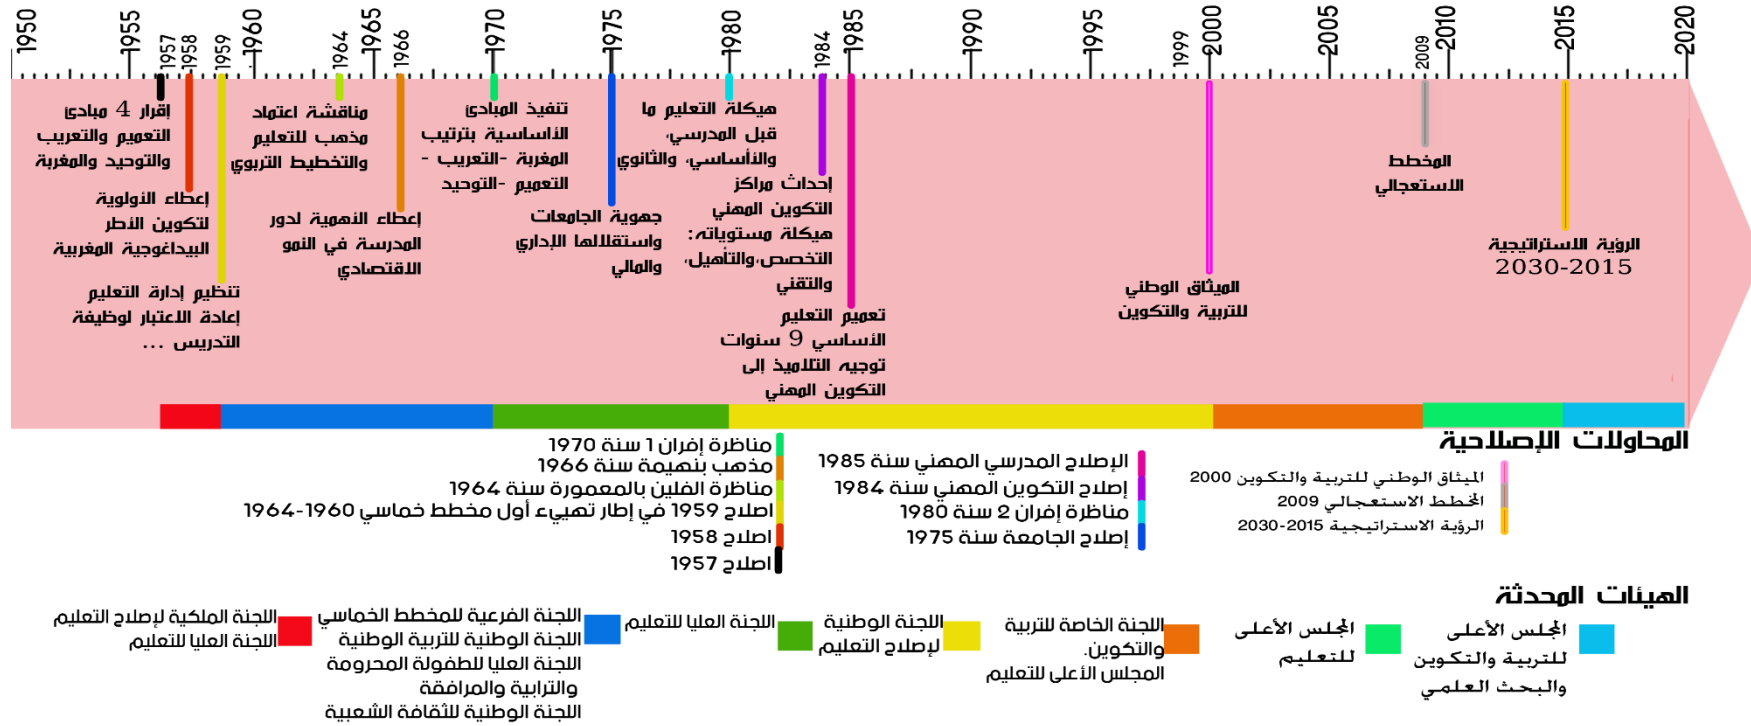 1950
1955
1957
1958
1959
1960
1964
1965
1966
1970
1975
1980
1984
1985
1990
1995
1999
2000
2005
2009
2010
2015
2020
إقرار 4 مبادئ
التعميم والتعريب
والتوحيد والمغربة
إعطاء الأولوية
لتكوين الأطر
البيداغوجية المغربية
تنظيم إدارة التعليم
إعادة الاعتبار لوظيفة
التدريس ...
مناقشة اعتماد
مذهب للتعليم
والتخطيط التربوي
إعطاء الأهمية لدور
المدرسة في النمو
الاقتصادي
تنفيذ المبادئ
الأساسية بترتيب
المغربة -التعريب -
التعميم -التوحيد
جهوية الجامعات
واستقلالها الإداري
والمالي
هيكلة التعليم ما
قبل المدرسي،
والأأساسي، والثانوي
إحداث مراكز
التكوين المهني
هيكلة مستوياته:
التخصص،والتأهيل،
والتقني
تعميم التعليم
الأساسي 9 سنوات
توجيه التلاميذ إلى
التكوين المهني
الميثاق الوطني
للتربية والتكوين
المخطط
الاستعجالي
الرؤية الاستراتيجية
2030-2015
المحاولات الإصلاحية
الميثاق الوطني للتربية والتكوين 2000
المخطط الاستعجالي 2009
الرؤية الاستراتيجية 2015-2030
الإصلاح المدرسي المهني سنة 1985
إصلاح التكوين المهني سنة 1984
مناظرة إفران 2 سنة 1980
إصلاح الجامعة سنة 1975
مناظرة إفران 1 سنة 1970
مذهب بنهيمة سنة 1966
مناظرة الفلين بالمعمورة سنة 1964
اصلاح 1959 في إطار تهييء أول مخطط خماسي 1960-1964
اصلاح 1958
اصلاح 1957
الهيئات المحدثة
المجلس الأعلى
للتربية والتكوين
والبحث العلمي
المجلس الأعلى
للتعليم
اللجنة الخاصة للتربية
والتكوين.
المجلس الأعلى للتعليم
اللجنة الوطنية
لإصلاح التعليم
اللجنة العليا للتعليم
اللجنة الفرعية للمخطط الخماسي
اللجنة الوطنية للتربية الوطنية
اللجنة العليا للطفولة المحرومة
والترابية والمرافقة
اللجنة الوطنية للثقافة الشعبية
اللجنة الملكية لإصلاح التعليم
اللجنة العليا للتعليم